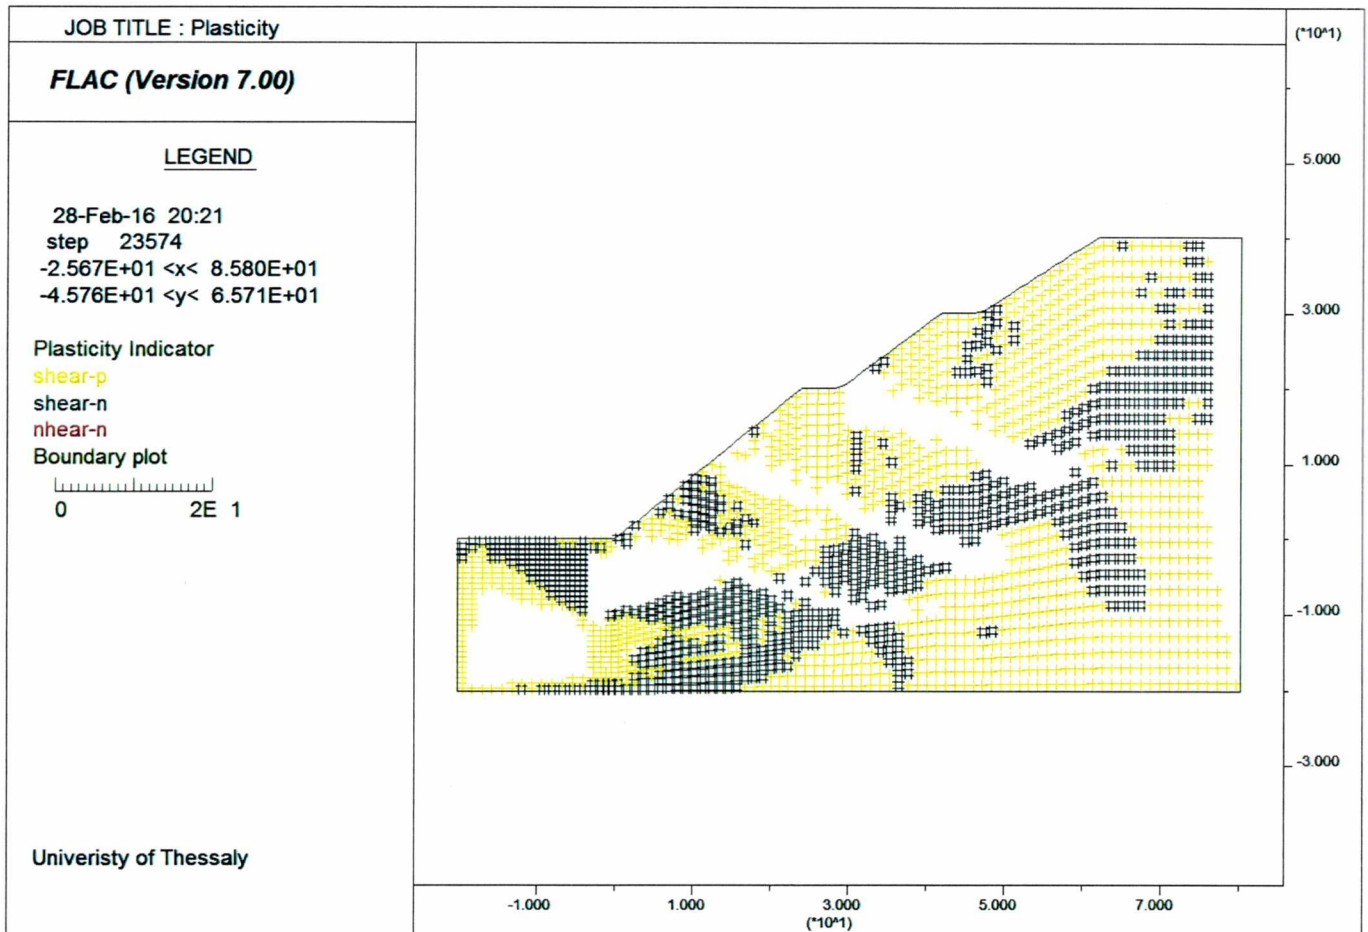 JOB TITLE : Plasticity
FLAC (Version 7.00)
LEGEND
28-Feb-16 20:21
step 23574
-2.567E+01 <x< 8.580E+01
-4.576E+01 <y< 6.571E+01
Plasticity Indicator
shear-p
shear-n
nhear-n
Boundary plot
0 2E 1
Univeristy of Thessaly
(*10^1)
5.000
3.000
1.000
-1.000
-3.000
-1.000 1.000 3.000 5.000 7.000
(*10^1)